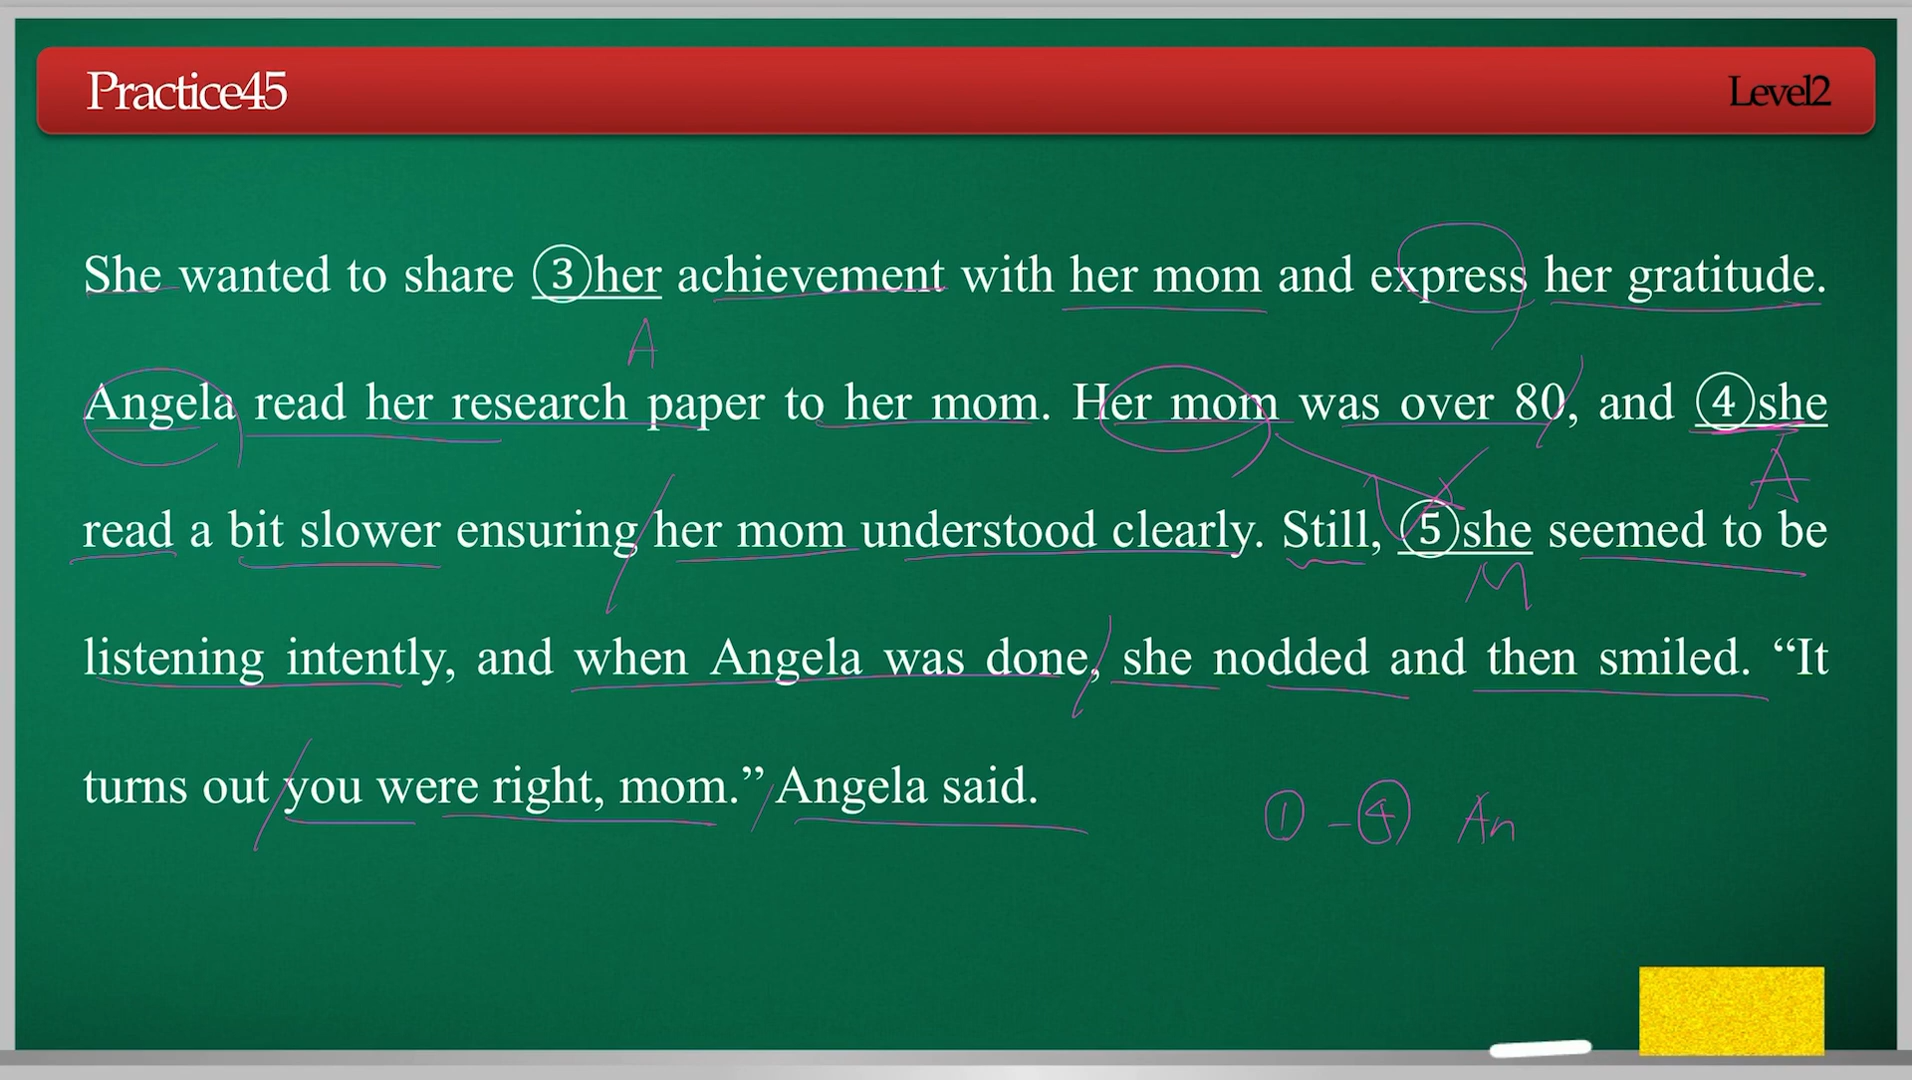 Practice45
Level2
She wanted to share ③her achievement with her mom and express her gratitude.
A
Angela read her research paper to her mom. Her mom was over 80, and ④she
A
read a bit slower ensuring her mom understood clearly. Still, ⑤she seemed to be
M
listening intently, and when Angela was done, she nodded and then smiled. “It
turns out you were right, mom.” Angela said.
① - ④ An